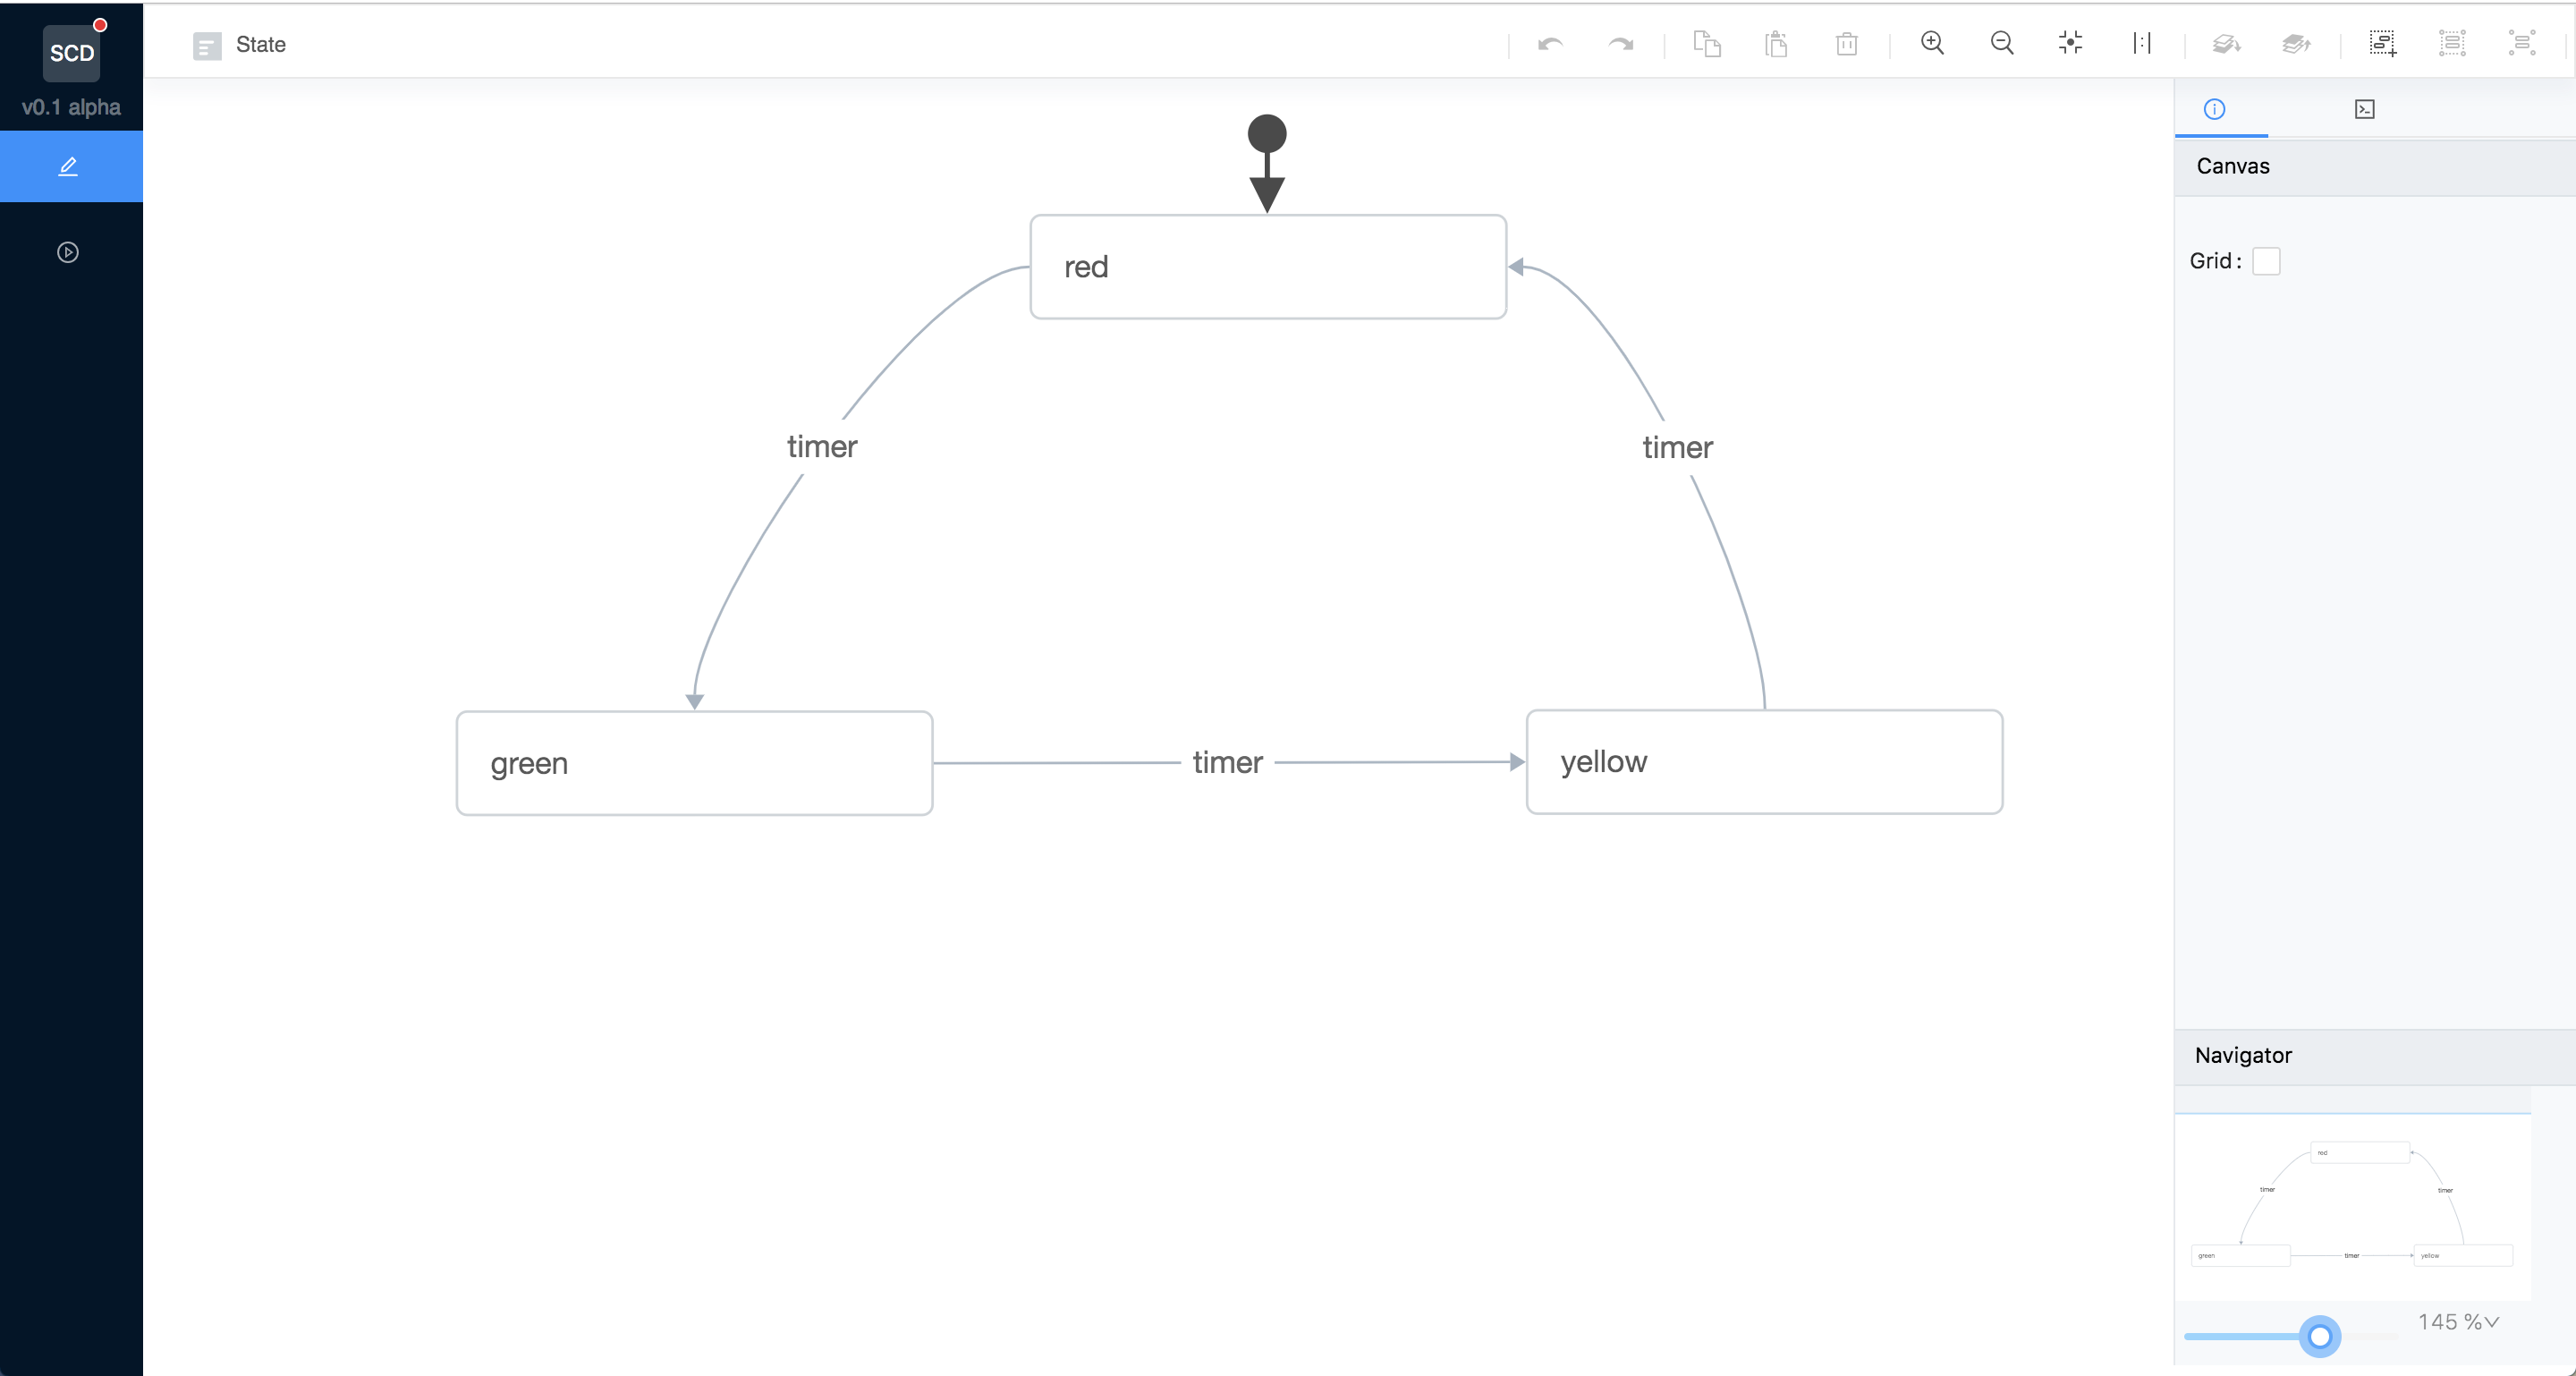 SCD
v0.1 alpha
State
Canvas
Grid:
red
timer
timer
green
timer
yellow
Navigator
red
timer
timer
green
timer
yellow
145 %